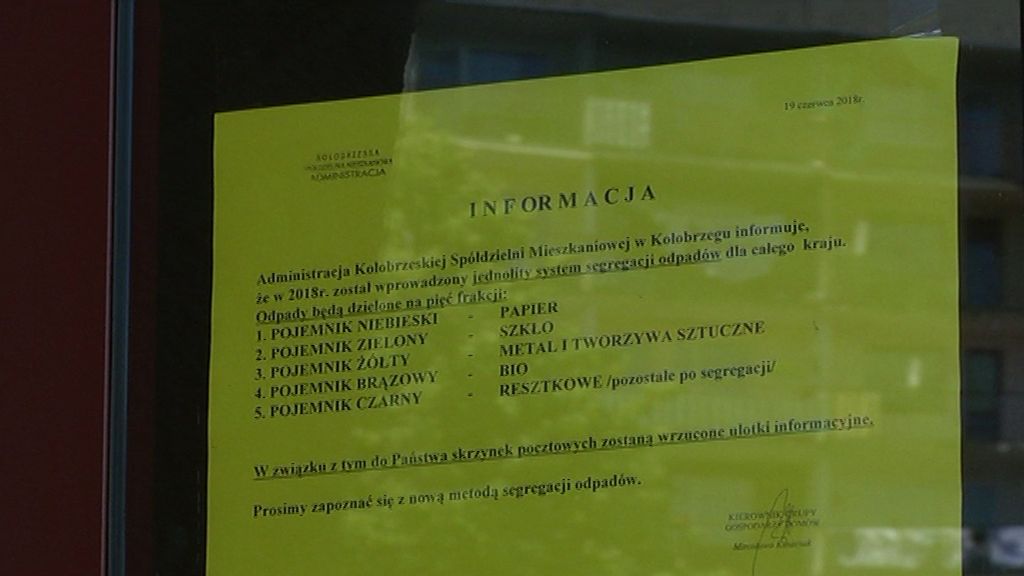 19 czerwca 2018r.
KOŁOBRZESKA
SPÓŁDZIELNIA MIESZKANIOWA
ADMINISTRACJA
INFORMACJA
Administracja Kołobrzeskiej Spółdzielni Mieszkaniowej w Kołobrzegu informuje,
że w 2018r. został wprowadzony jednolity system segregacji odpadów dla całego kraju.
Odpady będą dzielone na pięć frakcji:
1. POJEMNIK NIEBIESKI - PAPIER
2. POJEMNIK ZIELONY - SZKŁO
3. POJEMNIK ŻÓŁTY - METAL I TWORZYWA SZTUCZNE
4. POJEMNIK BRĄZOWY - BIO
5. POJEMNIK CZARNY - RESZTKOWE /pozostałe po segregacji/
W związku z tym do Państwa skrzynek pocztowych zostaną wrzucone ulotki informacyjne.
Prosimy zapoznać się z nową metodą segregacji odpadów.
KIEROWNIK GRUPY
GOSPODARZY DOMÓW
Mirosława